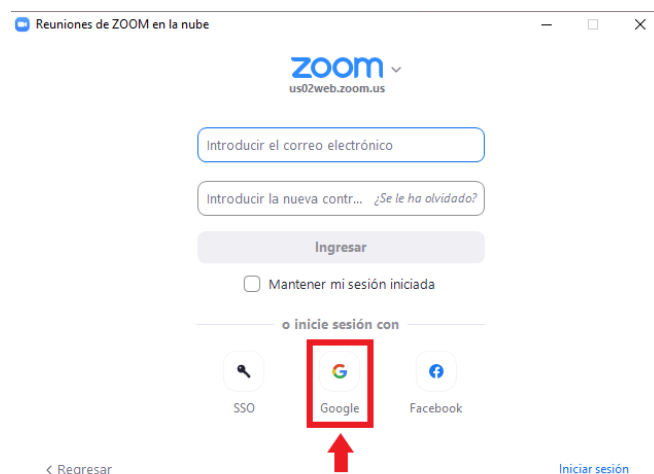 Reuniones de ZOOM en la nube
zoom
us02web.zoom.us
Introducir el correo electrónico
Introducir la nueva contr... ¿Se le ha olvidado?
Ingresar
Mantener mi sesión iniciada
o inicie sesión con
SSO Google Facebook
< Regresar Iniciar sesión